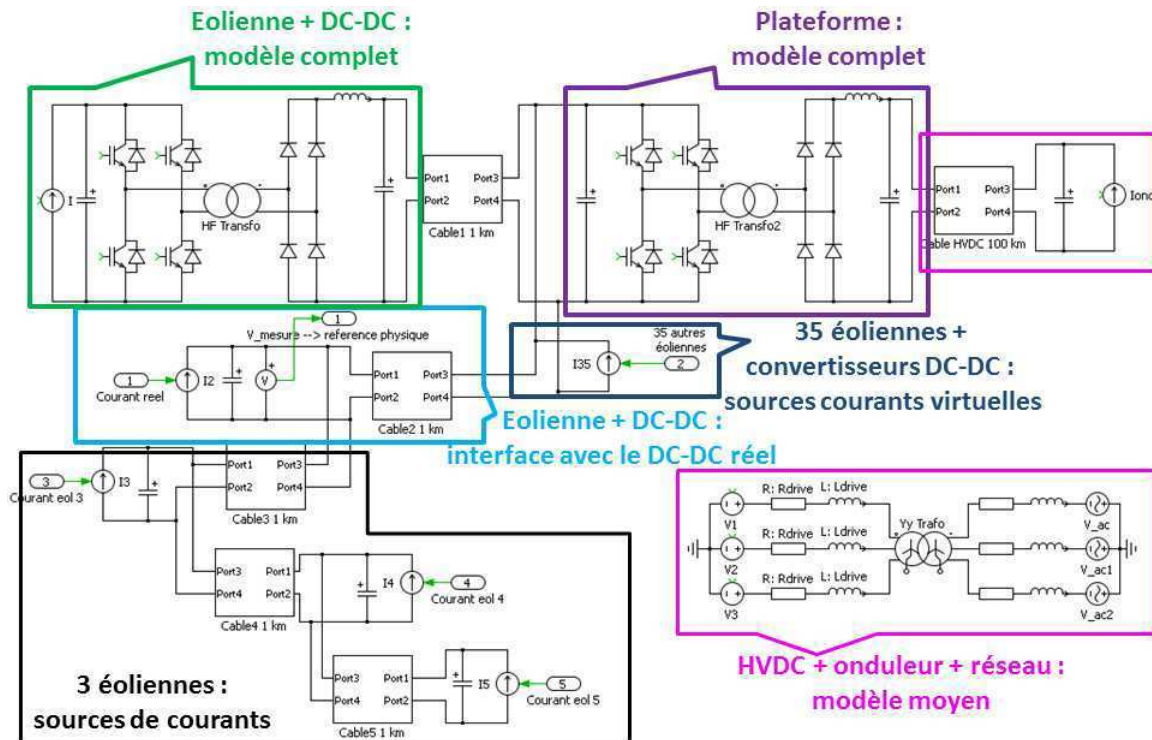 Eolienne + DC-DC :
modèle complet
Plateforme :
modèle complet
I
HF Transfo
Port1
Port2
Port3
Port4
Cable1 1 km
HF Transfo2
Port1
Port2
Port3
Port4
Cable HVDC 100 km
Iond
1
V_mesure --> reference physique
1
Courant reel
I2
V
Port1
Port2
Port3
Port4
Cable2 1 km
35 autres
éoliennes
I35
2
35 éoliennes +
convertisseurs DC-DC :
sources courants virtuelles
Eolienne + DC-DC :
interface avec le DC-DC réel
3
Courant eol 3
I3
Port1
Port2
Port3
Port4
Cable3 1 km
Port3
Port4
Port1
Port2
Cable4 1 km
I4
4
Courant eol 4
Port3
Port4
Port1
Port2
Cable5 1 km
I5
5
Courant eol 5
3 éoliennes :
sources de courants
R: Rdrive L: Ldrive
V1
Yy Trafo
V_ac
R: Rdrive L: Ldrive
V2
V_ac1
R: Rdrive L: Ldrive
V3
V_ac2
HVDC + onduleur + réseau :
modèle moyen